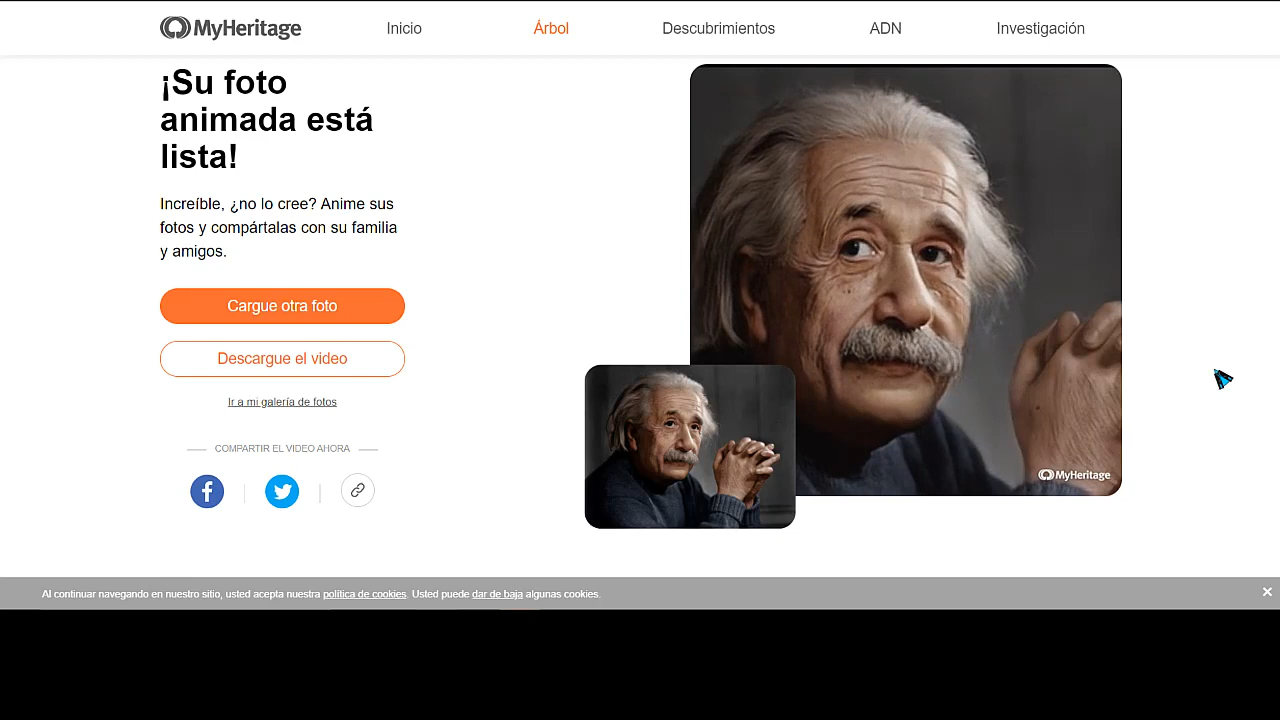 MyHeritage
Inicio
Árbol
Descubrimientos
ADN
Investigación
¡Su foto
animada está
lista!
Increíble, ¿no lo cree? Anime sus
fotos y compártalas con su familia
y amigos.
Cargue otra foto
Descargue el video
Ir a mi galería de fotos
COMPARTIR EL VIDEO AHORA
MyHeritage
Al continuar navegando en nuestro sitio, usted acepta nuestra política de cookies. Usted puede dar de baja algunas cookies.